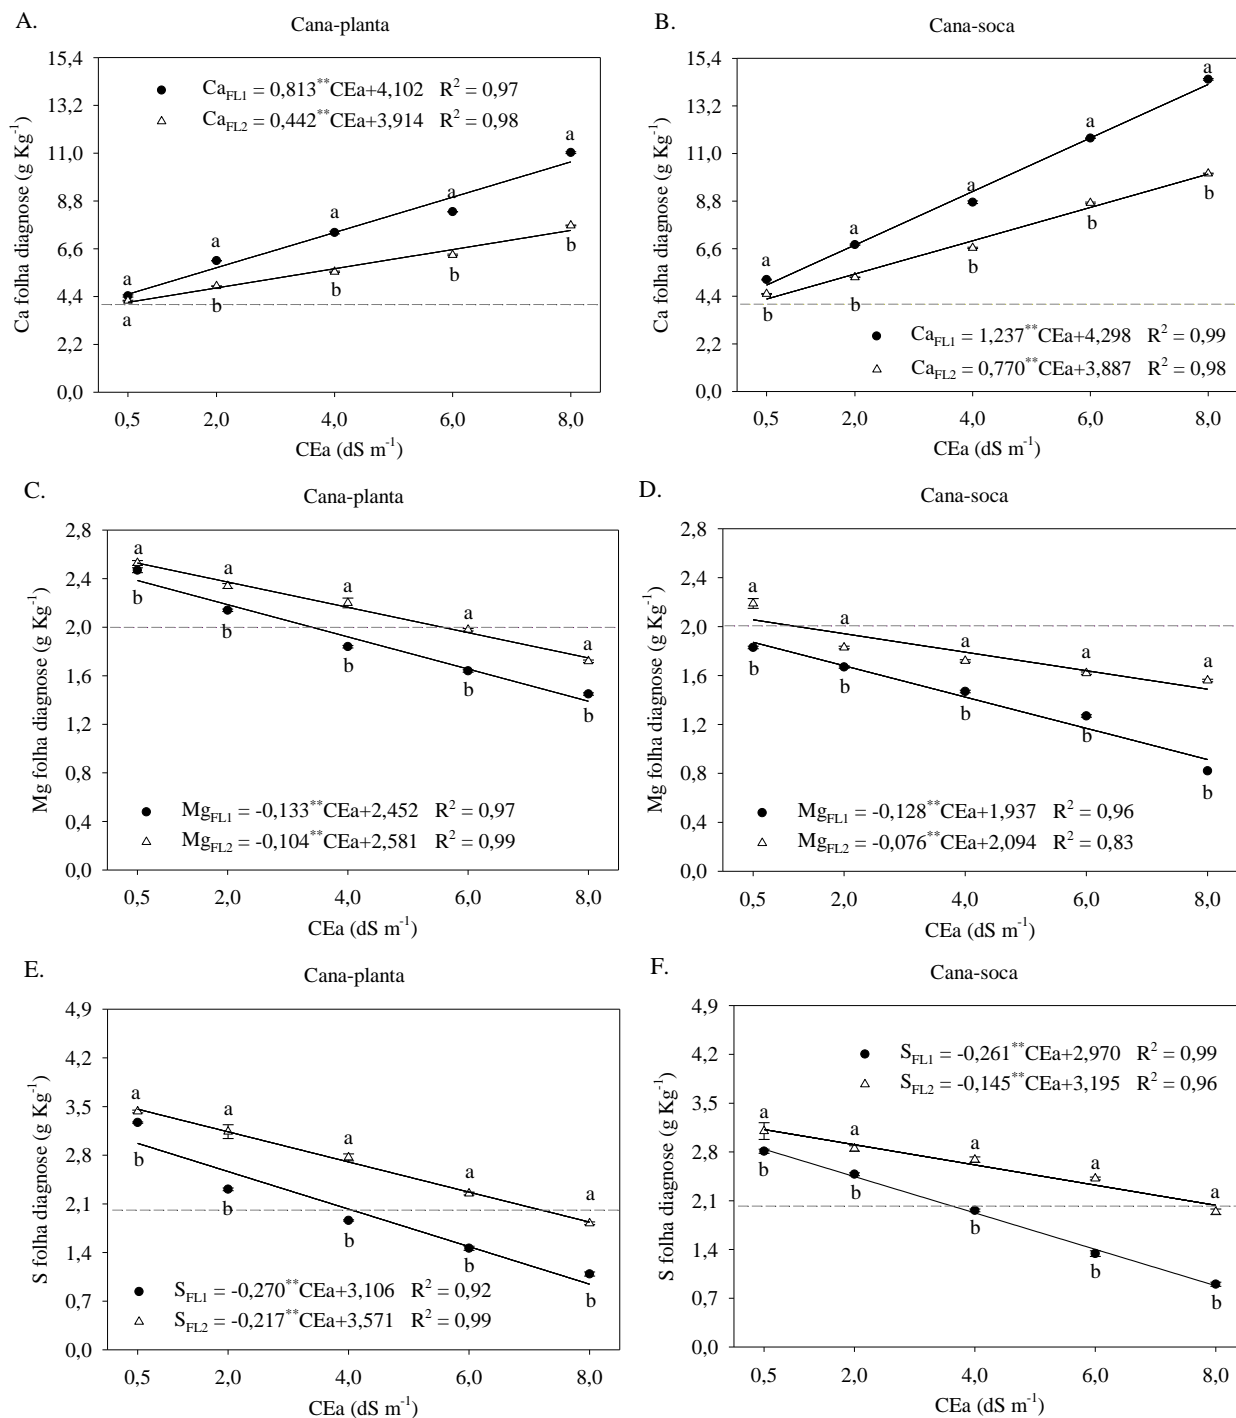 A.
Cana-planta
Ca folha diagnose (g Kg-1)
15,4
13,2
11,0
8,8
6,6
4,4
2,2
0,0
CaFL1 = 0,813**CEa+4,102 R2 = 0,97
CaFL2 = 0,442**CEa+3,914 R2 = 0,98
a
a
a
a
a
a
b
b
b
b
0,5 2,0 4,0 6,0 8,0
CEa (dS m-1)
B.
Cana-soca
Ca folha diagnose (g Kg-1)
15,4
13,2
11,0
8,8
6,6
4,4
2,2
0,0
a
a
a
a
a
b
b
b
b
b
CaFL1 = 1,237**CEa+4,298 R2 = 0,99
CaFL2 = 0,770**CEa+3,887 R2 = 0,98
0,5 2,0 4,0 6,0 8,0
CEa (dS m-1)
C.
Cana-planta
Mg folha diagnose (g Kg-1)
2,8
2,4
2,0
1,6
1,2
0,8
0,4
0,0
a
a
a
a
a
b
b
b
b
b
MgFL1 = -0,133**CEa+2,452 R2 = 0,97
MgFL2 = -0,104**CEa+2,581 R2 = 0,99
0,5 2,0 4,0 6,0 8,0
CEa (dS m-1)
D.
Cana-soca
Mg folha diagnose (g Kg-1)
2,8
2,4
2,0
1,6
1,2
0,8
0,4
0,0
a
a
a
a
a
b
b
b
b
b
MgFL1 = -0,128**CEa+1,937 R2 = 0,96
MgFL2 = -0,076**CEa+2,094 R2 = 0,83
0,5 2,0 4,0 6,0 8,0
CEa (dS m-1)
E.
Cana-planta
S folha diagnose (g Kg-1)
4,9
4,2
3,5
2,8
2,1
1,4
0,7
0,0
a
a
a
a
a
b
b
b
b
b
SFL1 = -0,270**CEa+3,106 R2 = 0,92
SFL2 = -0,217**CEa+3,571 R2 = 0,99
0,5 2,0 4,0 6,0 8,0
CEa (dS m-1)
F.
Cana-soca
S folha diagnose (g Kg-1)
4,9
4,2
3,5
2,8
2,1
1,4
0,7
0,0
SFL1 = -0,261**CEa+2,970 R2 = 0,99
SFL2 = -0,145**CEa+3,195 R2 = 0,96
a
a
a
a
a
b
b
b
b
b
0,5 2,0 4,0 6,0 8,0
CEa (dS m-1)